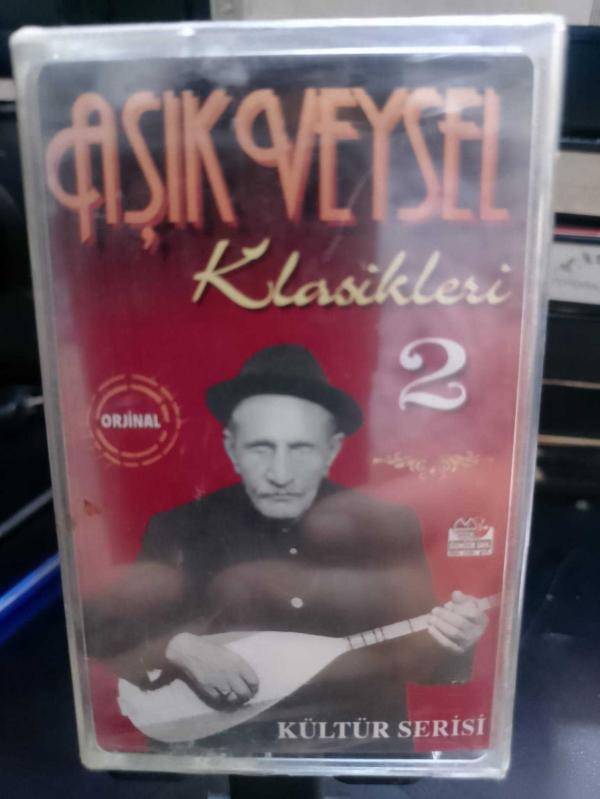 AŞIK VEYSEL
Klasikleri
2
ORJİNAL
KÜLTÜR SERİSİ